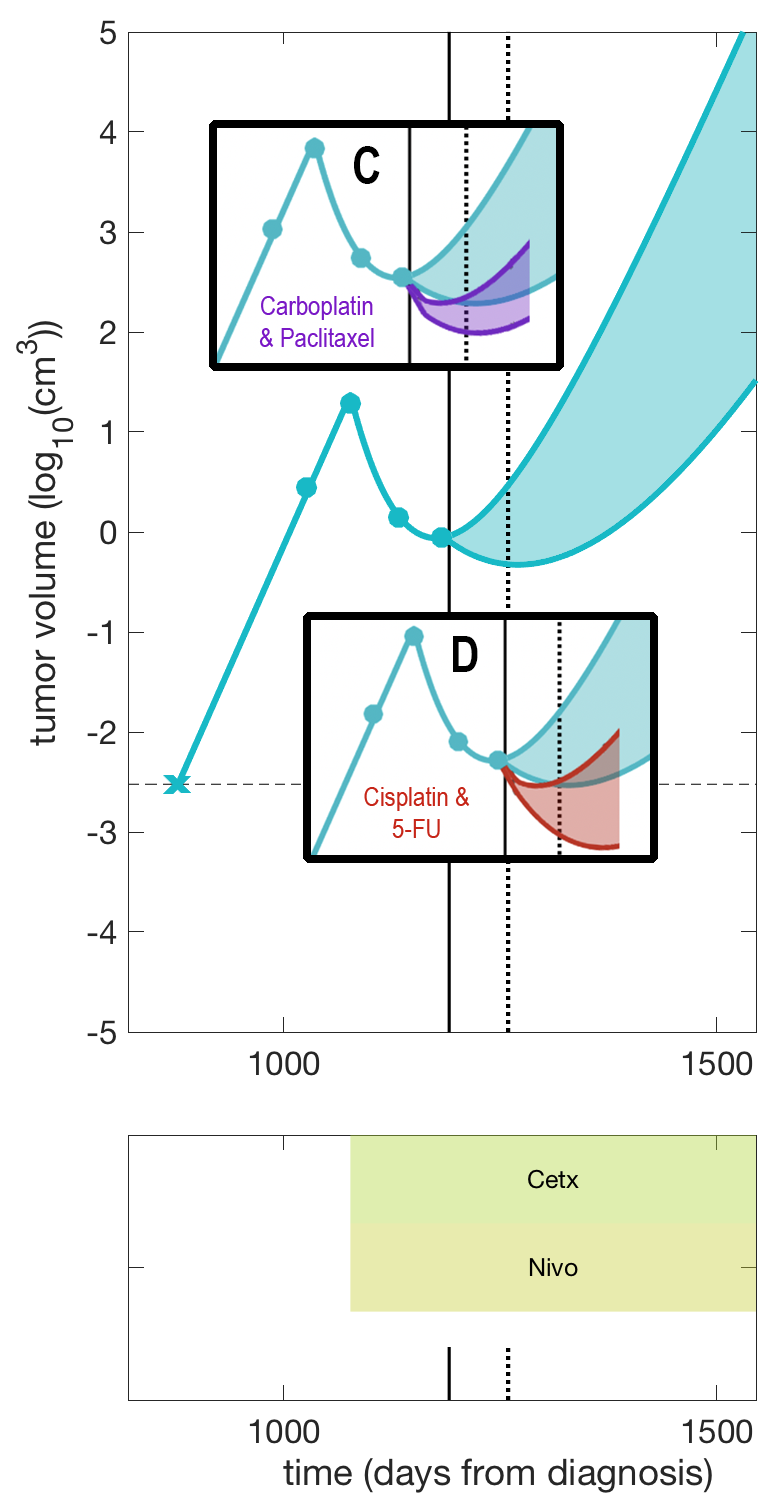 5
4
3
2
1
0
-1
-2
-3
-4
-5
tumor volume (log10(cm3))
C
Carboplatin
& Paclitaxel
D
Cisplatin &
5-FU
1000 1500
Cetx
Nivo
1000 1500
time (days from diagnosis)